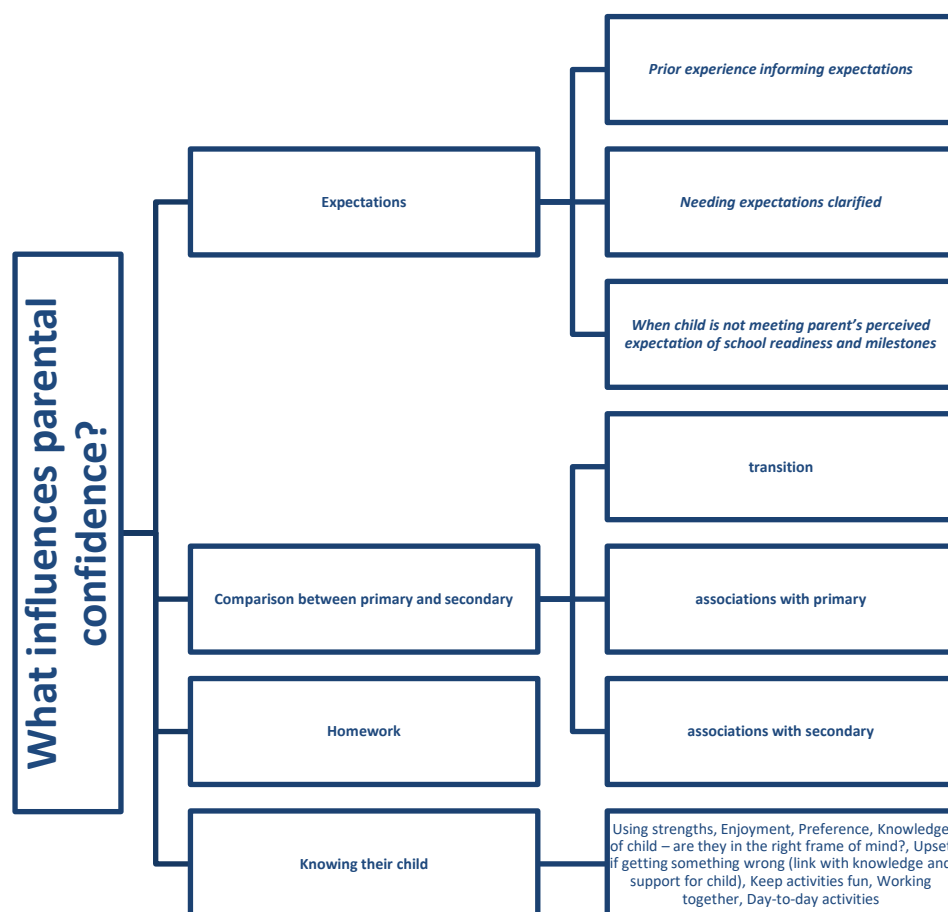 What influences parental
confidence?
Expectations
Prior experience informing expectations
Needing expectations clarified
When child is not meeting parent’s perceived
expectation of school readiness and milestones
Comparison between primary and secondary
transition
associations with primary
associations with secondary
Homework
Knowing their child
Using strengths, Enjoyment, Preference, Knowledge
of child – are they in the right frame of mind?, Upset
if getting something wrong (link with knowledge and
support for child), Keep activities fun, Working
together, Day-to-day activities